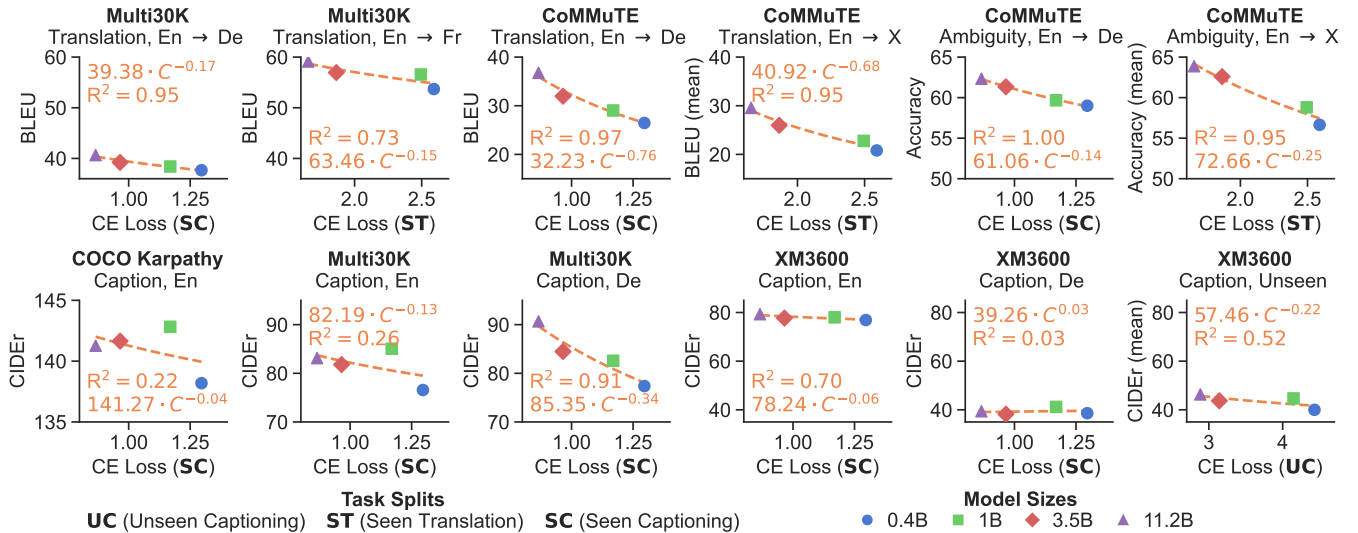 Multi30K
Translation, En → De
BLEU
60
50
40
39.38 · C^−0.17
R² = 0.95
1.00
1.25
CE Loss (SC)
Multi30K
Translation, En → Fr
BLEU
60
50
40
R² = 0.73
63.46 · C^−0.15
2.0
2.5
CE Loss (ST)
CoMMuTE
Translation, En → De
BLEU
40
30
20
R² = 0.97
32.23 · C^−0.76
1.00
1.25
CE Loss (SC)
CoMMuTE
Translation, En → X
BLEU (mean)
40
30
20
40.92 · C^−0.68
R² = 0.95
2.0
2.5
CE Loss (ST)
CoMMuTE
Ambiguity, En → De
Accuracy
65
60
55
50
R² = 1.00
61.06 · C^−0.14
1.00
1.25
CE Loss (SC)
CoMMuTE
Ambiguity, En → X
Accuracy (mean)
65
60
55
50
R² = 0.95
72.66 · C^−0.25
2.0
2.5
CE Loss (ST)
COCO Karpathy
Caption, En
CIDEr
145
140
135
R² = 0.22
141.27 · C^−0.04
1.00
1.25
CE Loss (SC)
Multi30K
Caption, En
CIDEr
90
80
70
82.19 · C^−0.13
R² = 0.26
1.00
1.25
CE Loss (SC)
Multi30K
Caption, De
CIDEr
90
80
70
R² = 0.91
85.35 · C^−0.34
1.00
1.25
CE Loss (SC)
XM3600
Caption, En
CIDEr
80
60
40
R² = 0.70
78.24 · C^−0.06
1.00
1.25
CE Loss (SC)
XM3600
Caption, De
CIDEr
80
60
40
39.26 · C^0.03
R² = 0.03
1.00
1.25
CE Loss (SC)
XM3600
Caption, Unseen
CIDEr (mean)
80
60
40
57.46 · C^−0.22
R² = 0.52
3
4
CE Loss (UC)
Task Splits
UC (Unseen Captioning) ST (Seen Translation) SC (Seen Captioning)
Model Sizes
0.4B 1B 3.5B 11.2B